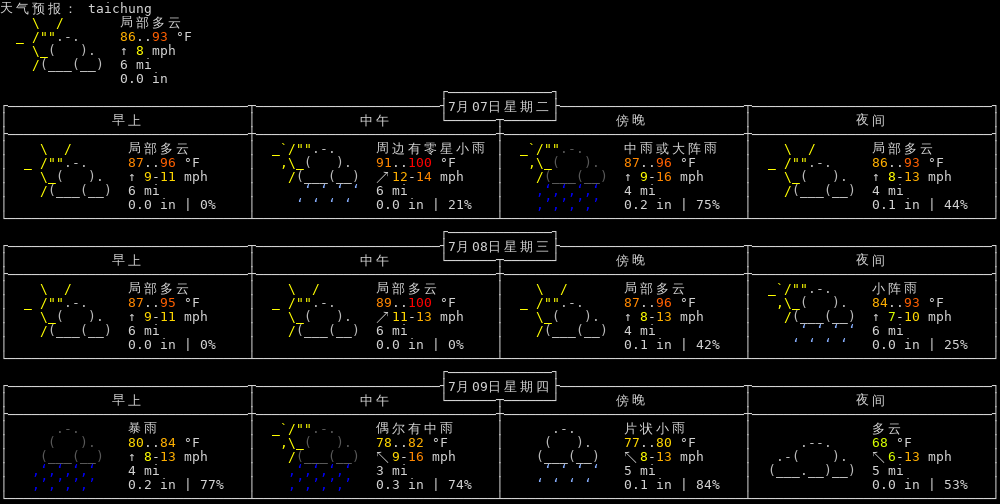 天气预报： taichung
局部多云
86..93 °F
↑ 8 mph
6 mi
0.0 in
7月07日星期二
早上 中午 傍晚 夜间
局部多云 周边有零星小雨 中雨或大阵雨 局部多云
87..96 °F 91..100 °F 87..96 °F 86..93 °F
↑ 9-11 mph ↗ 12-14 mph ↑ 9-16 mph ↑ 8-13 mph
6 mi 6 mi 4 mi 4 mi
0.0 in | 0% 0.0 in | 21% 0.2 in | 75% 0.1 in | 44%
7月08日星期三
早上 中午 傍晚 夜间
局部多云 局部多云 局部多云 小阵雨
87..95 °F 89..100 °F 87..96 °F 84..93 °F
↑ 9-11 mph ↗ 11-13 mph ↑ 8-13 mph ↑ 7-10 mph
6 mi 6 mi 4 mi 6 mi
0.0 in | 0% 0.0 in | 0% 0.1 in | 42% 0.0 in | 25%
7月09日星期四
早上 中午 傍晚 夜间
暴雨 偶尔有中雨 片状小雨 多云
80..84 °F 78..82 °F 77..80 °F 68 °F
↑ 8-13 mph ↖ 9-16 mph ↖ 8-13 mph ↖ 6-13 mph
4 mi 3 mi 5 mi 5 mi
0.2 in | 77% 0.3 in | 74% 0.1 in | 84% 0.0 in | 53%